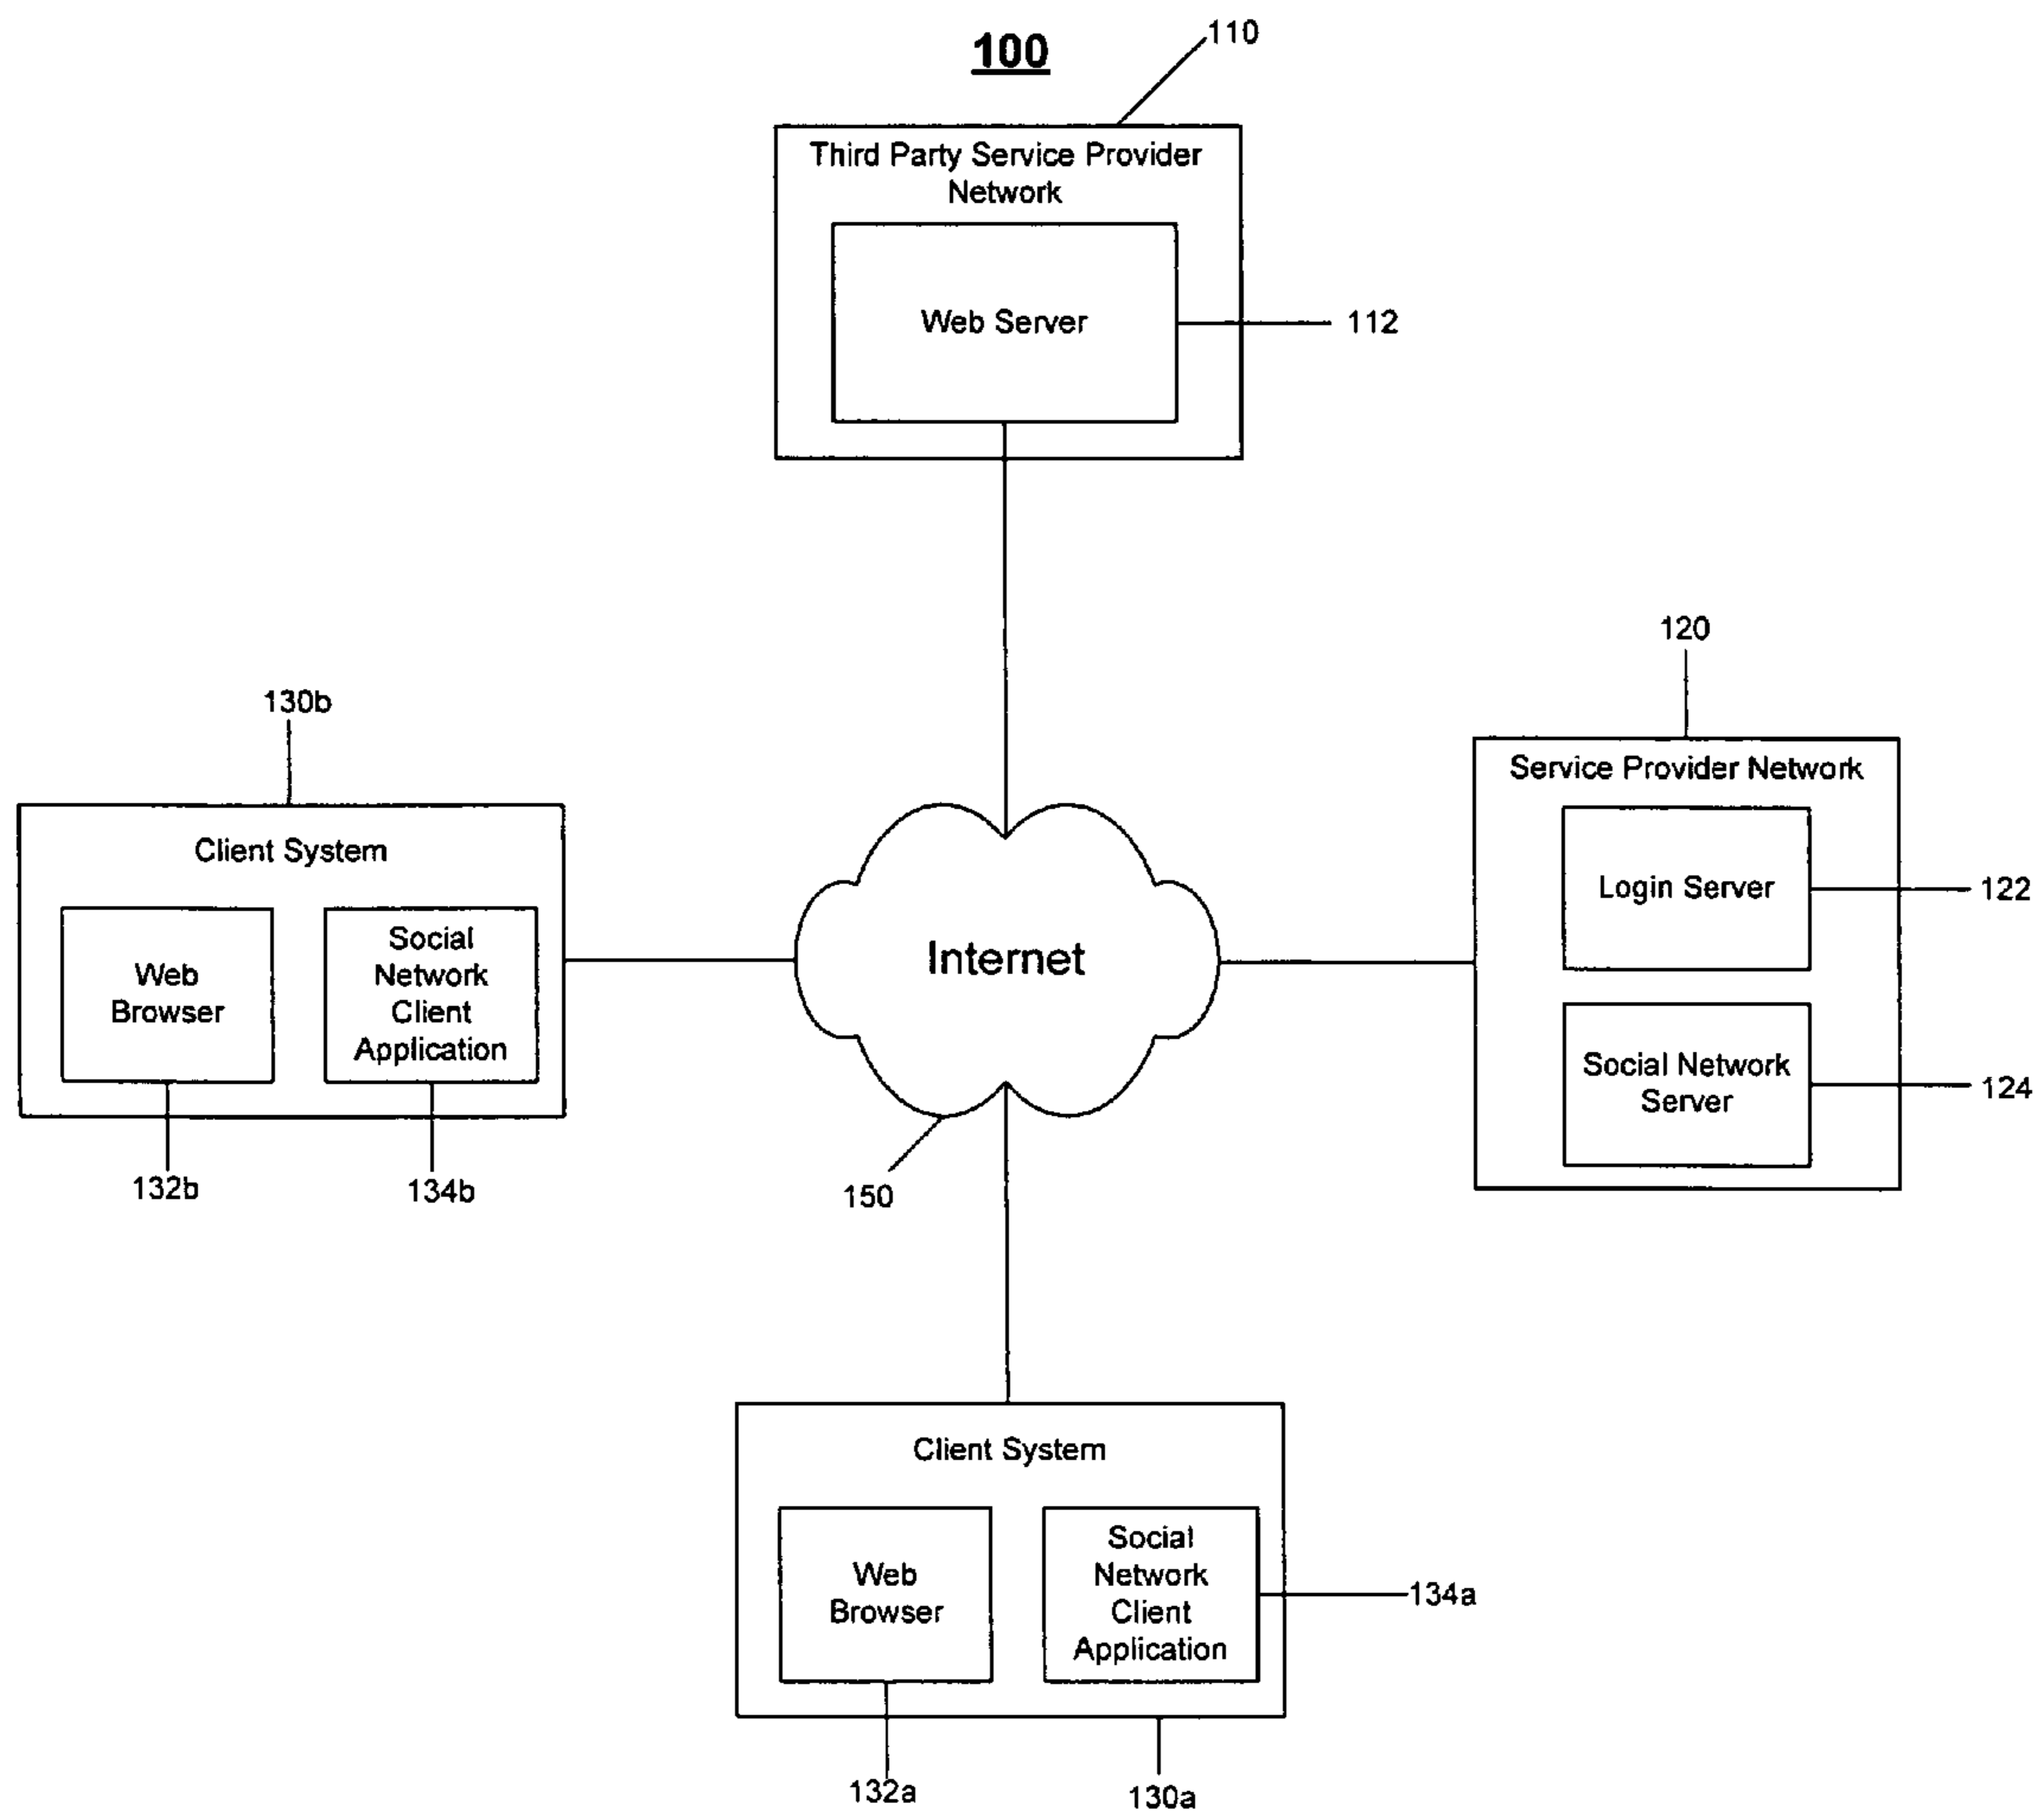 100
110
Third Party Service Provider
Network
Web Server
112
120
Service Provider Network
Login Server
122
Social Network
Server
124
130b
Client System
Web
Browser
Social
Network
Client
Application
132b
134b
Internet
150
Client System
Web
Browser
Social
Network
Client
Application
134a
132a
130a